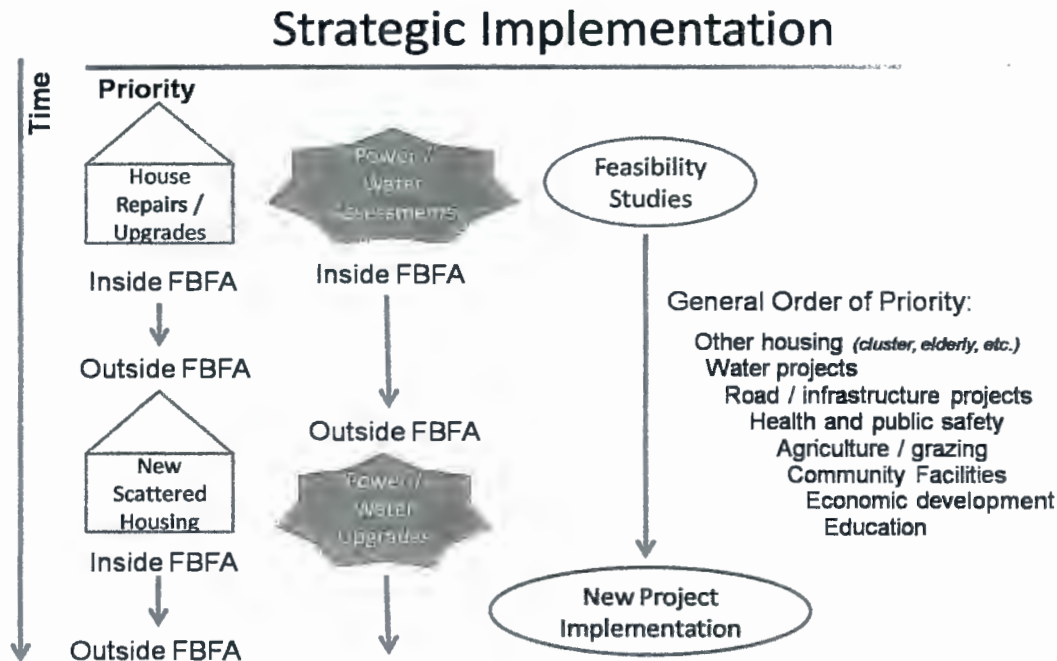 Strategic Implementation
Time
Priority
House
Repairs /
Upgrades
Inside FBFA
Outside FBFA
New
Scattered
Housing
Inside FBFA
Outside FBFA
Power /
Water
Assessments
Inside FBFA
Outside FBFA
Power /
Water
Upgrades
Feasibility
Studies
General Order of Priority:
Other housing (cluster, elderly, etc.)
Water projects
Road / infrastructure projects
Health and public safety
Agriculture / grazing
Community Facilities
Economic development
Education
New Project
Implementation